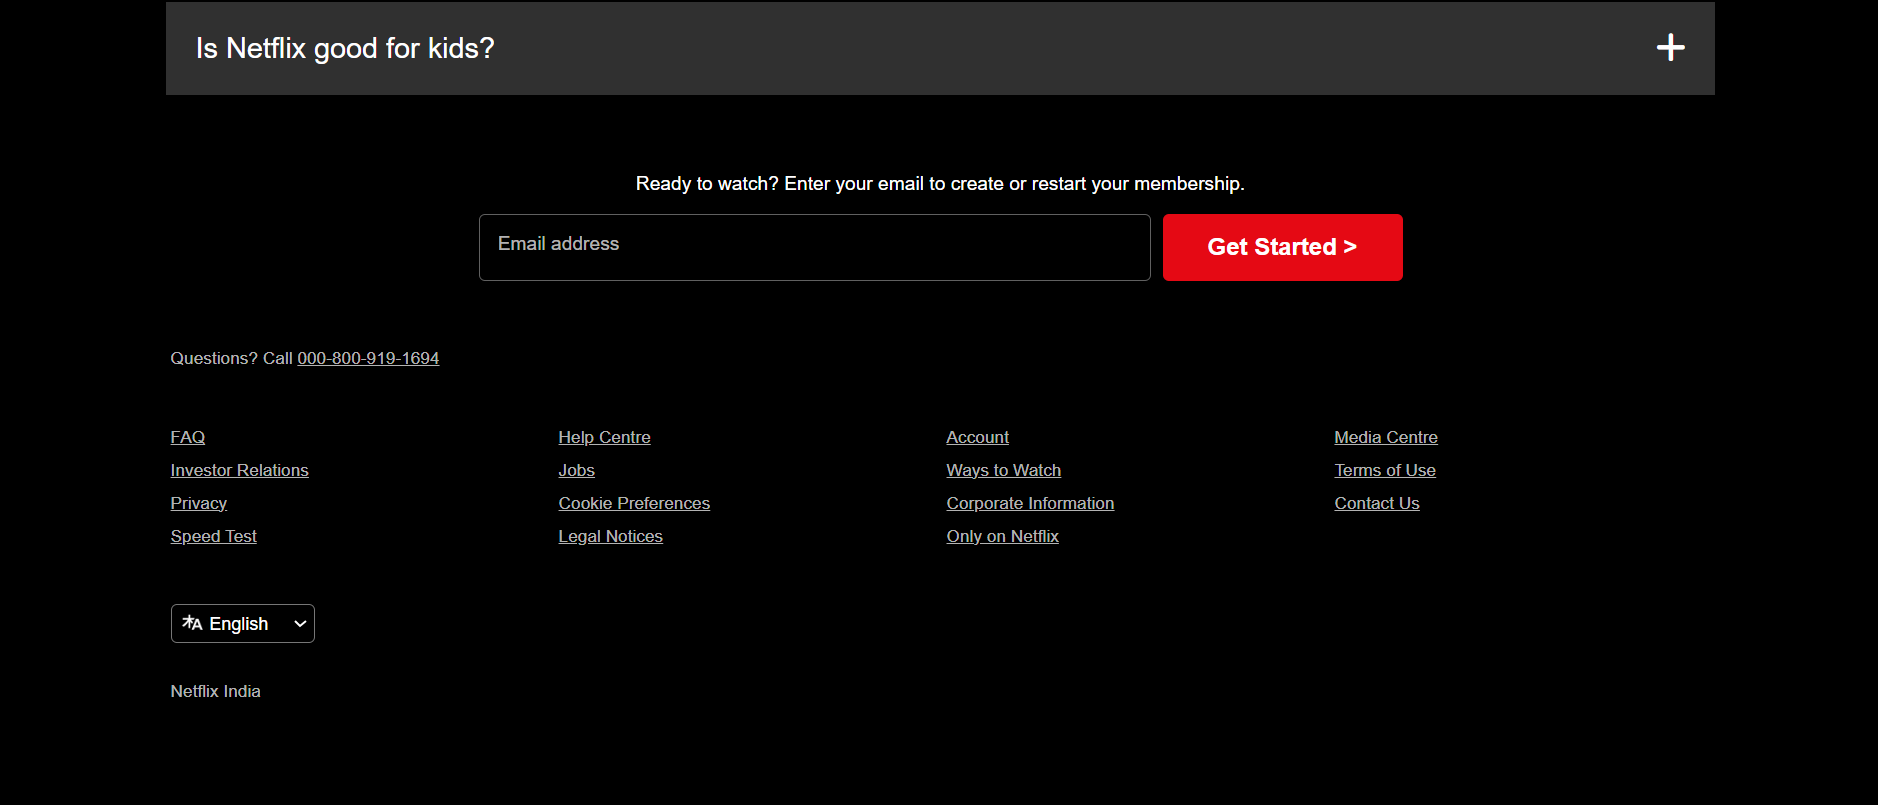 Is Netflix good for kids?
Ready to watch? Enter your email to create or restart your membership.
Email address
Get Started >
Questions? Call 000-800-919-1694
FAQ
Help Centre
Account
Media Centre
Investor Relations
Jobs
Ways to Watch
Terms of Use
Privacy
Cookie Preferences
Corporate Information
Contact Us
Speed Test
Legal Notices
Only on Netflix
English
Netflix India